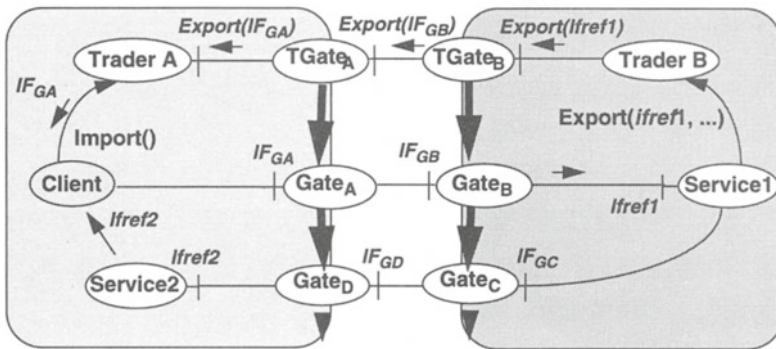 Export(IF_GA) Export(IF_GB) Export(Ifref1)
Trader A TGate_A TGate_B Trader B
IF_GA
Import() Export(ifref1, ...)
IF_GA IF_GB
Client Gate_A Gate_B Service1
Ifref2 Ifref1
Ifref2 IF_GD IF_GC
Service2 Gate_D Gate_C